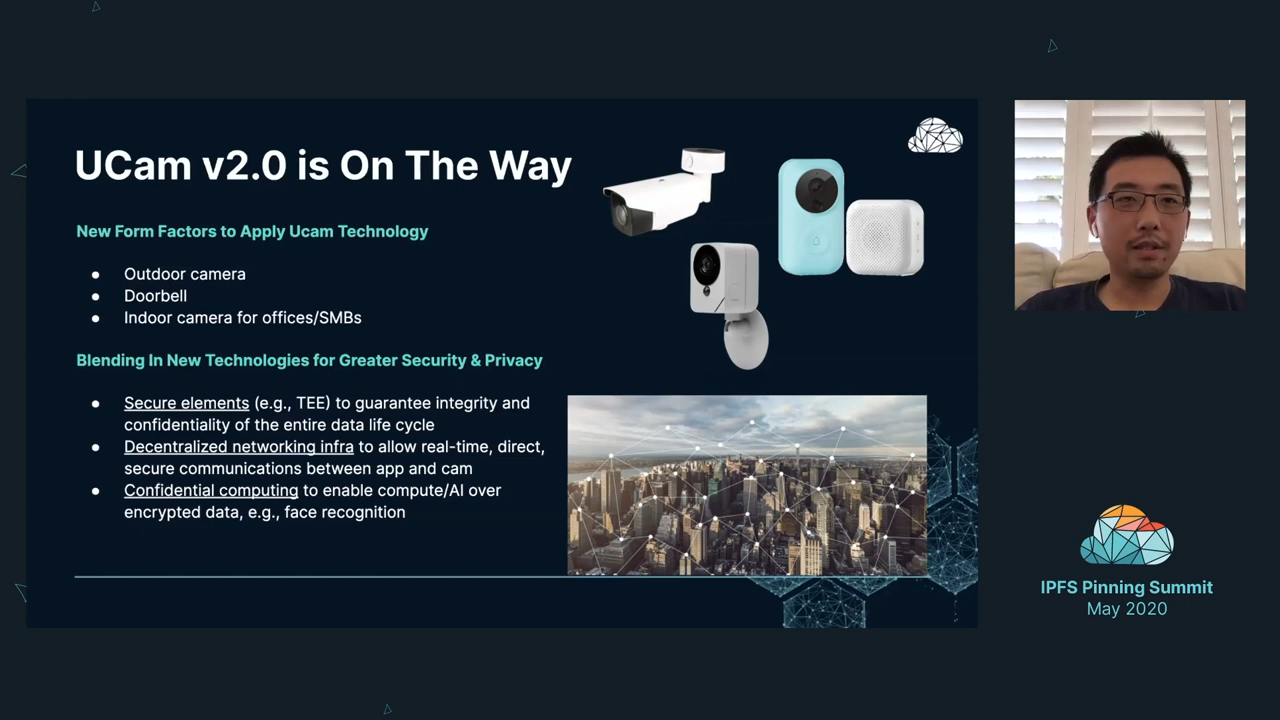 UCam v2.0 is On The Way
New Form Factors to Apply Ucam Technology
● Outdoor camera
● Doorbell
● Indoor camera for offices/SMBs
Blending In New Technologies for Greater Security & Privacy
● Secure elements (e.g., TEE) to guarantee integrity and
confidentiality of the entire data life cycle
● Decentralized networking infra to allow real-time, direct,
secure communications between app and cam
● Confidential computing to enable compute/AI over
encrypted data, e.g., face recognition
IPFS Pinning Summit
May 2020